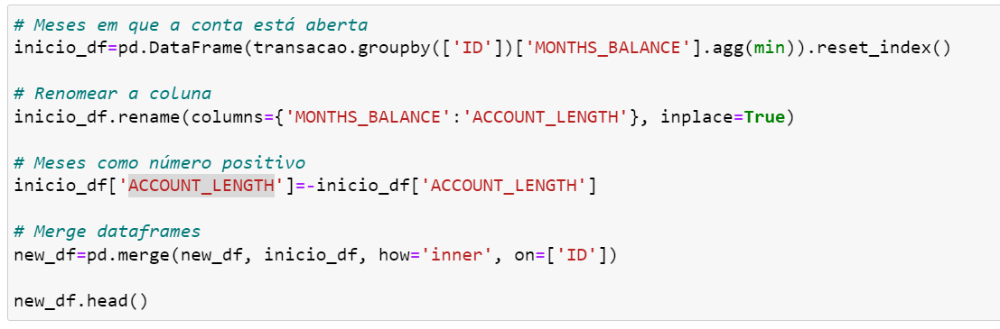 # Meses em que a conta está aberta
inicio_df=pd.DataFrame(transacao.groupby(['ID'])['MONTHS_BALANCE'].agg(min)).reset_index()
# Renomear a coluna
inicio_df.rename(columns={'MONTHS_BALANCE':'ACCOUNT_LENGTH'}, inplace=True)
# Meses como número positivo
inicio_df['ACCOUNT_LENGTH']=-inicio_df['ACCOUNT_LENGTH']
# Merge dataframes
new_df=pd.merge(new_df, inicio_df, how='inner', on=['ID'])
new_df.head()